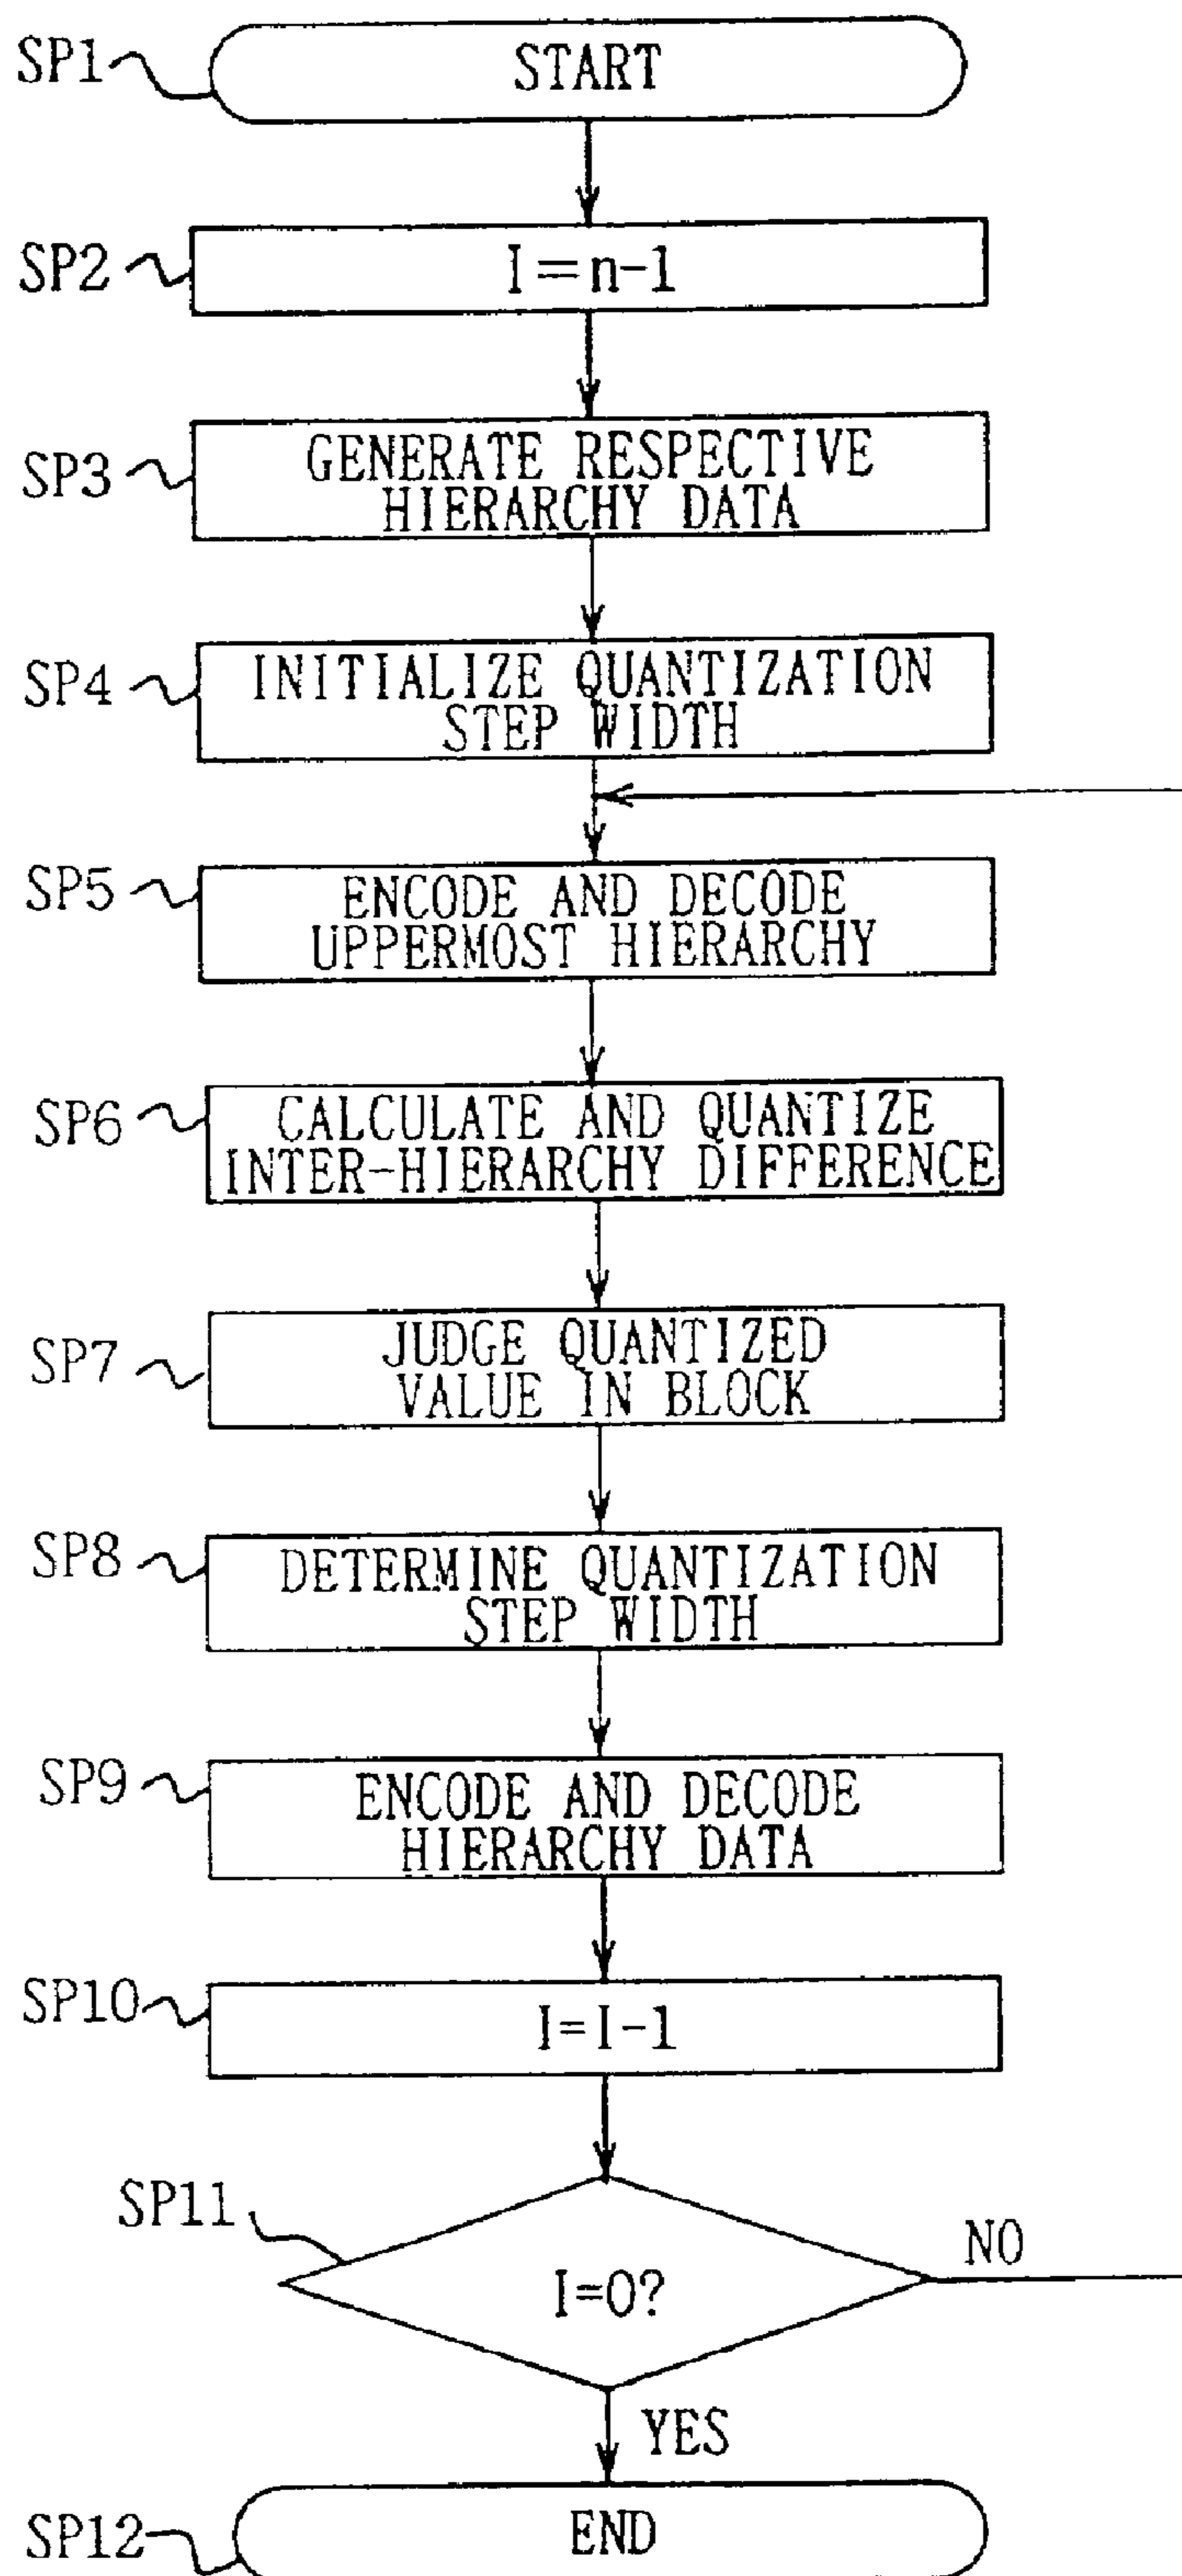 SP1
START
SP2
I=n-1
SP3
GENERATE RESPECTIVE
HIERARCHY DATA
SP4
INITIALIZE QUANTIZATION
STEP WIDTH
SP5
ENCODE AND DECODE
UPPERMOST HIERARCHY
SP6
CALCULATE AND QUANTIZE
INTER-HIERARCHY DIFFERENCE
SP7
JUDGE QUANTIZED
VALUE IN BLOCK
SP8
DETERMINE QUANTIZATION
STEP WIDTH
SP9
ENCODE AND DECODE
HIERARCHY DATA
SP10
I=I-1
SP11
I=0?
NO
YES
SP12
END